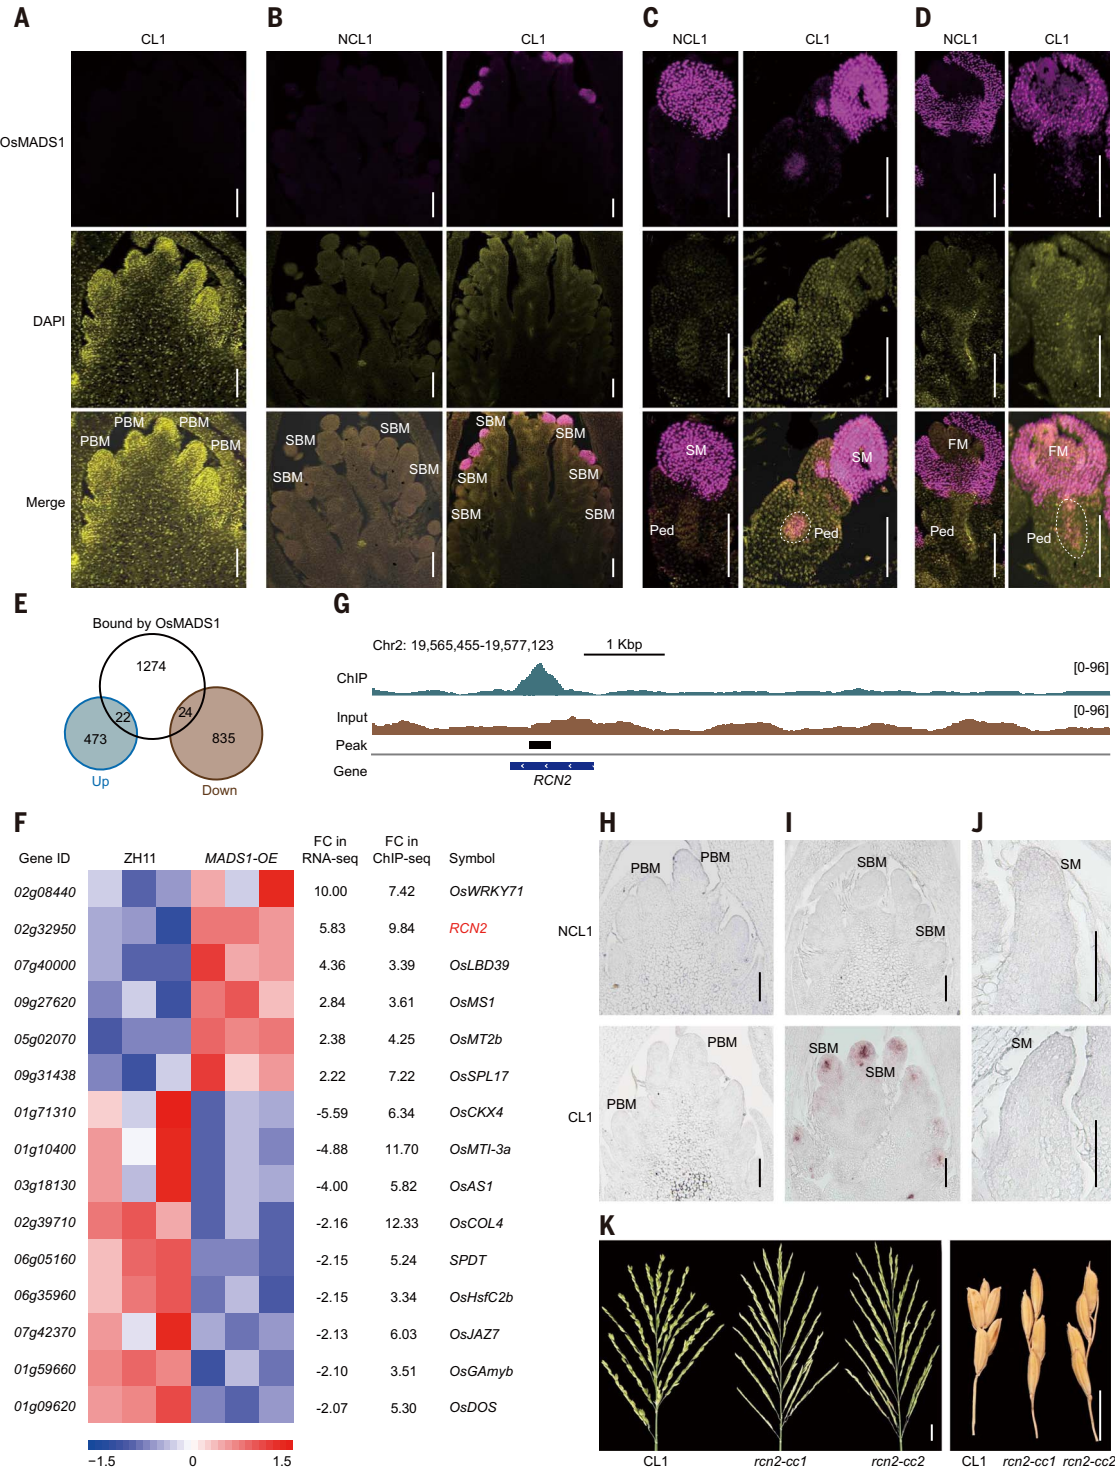 A
B
C
D
CL1
NCL1
CL1
NCL1
CL1
NCL1
CL1
OsMADS1
DAPI
Merge
PBM
PBM
PBM
PBM
SBM
SBM
SBM
SBM
SBM
SBM
SBM
SBM
SBM
SBM
SM
Ped
SM
Ped
FM
Ped
FM
Ped
E
Bound by OsMADS1
1274
22
24
473
835
Up
Down
G
Chr2: 19,565,455-19,577,123
1 Kbp
ChIP
[0-96]
Input
[0-96]
Peak
Gene
RCN2
F
Gene ID ZH11 MADS1-OE FC in RNA-seq FC in ChIP-seq Symbol
02g08440 10.00 7.42 OsWRKY71
02g32950 5.83 9.84 RCN2
07g40000 4.36 3.39 OsLBD39
09g27620 2.84 3.61 OsMS1
05g02070 2.38 4.25 OsMT2b
09g31438 2.22 7.22 OsSPL17
01g71310 -5.59 6.34 OsCKX4
01g10400 -4.88 11.70 OsMTI-3a
03g18130 -4.00 5.82 OsAS1
02g39710 -2.16 12.33 OsCOL4
06g05160 -2.15 5.24 SPDT
06g35960 -2.15 3.34 OsHsfC2b
07g42370 -2.13 6.03 OsJAZ7
01g59660 -2.10 3.51 OsGAmyb
01g09620 -2.07 5.30 OsDOS
−1.5 0 1.5
H
I
J
NCL1
PBM
PBM
SBM
SBM
SM
CL1
PBM
PBM
SBM
SBM
SM
K
CL1 rcn2-cc1 rcn2-cc2
CL1 rcn2-cc1 rcn2-cc2